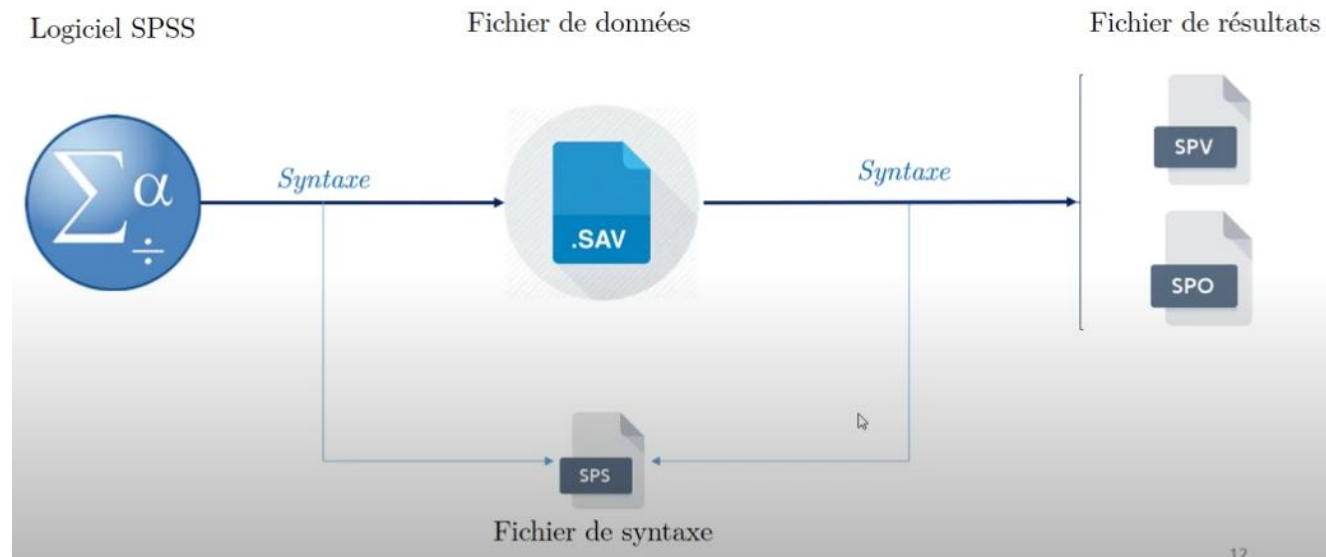 Logiciel SPSS
Fichier de données
Fichier de résultats
Σ α ÷
Syntaxe
Syntaxe
.SAV
SPV
SPO
SPS
Fichier de syntaxe
12